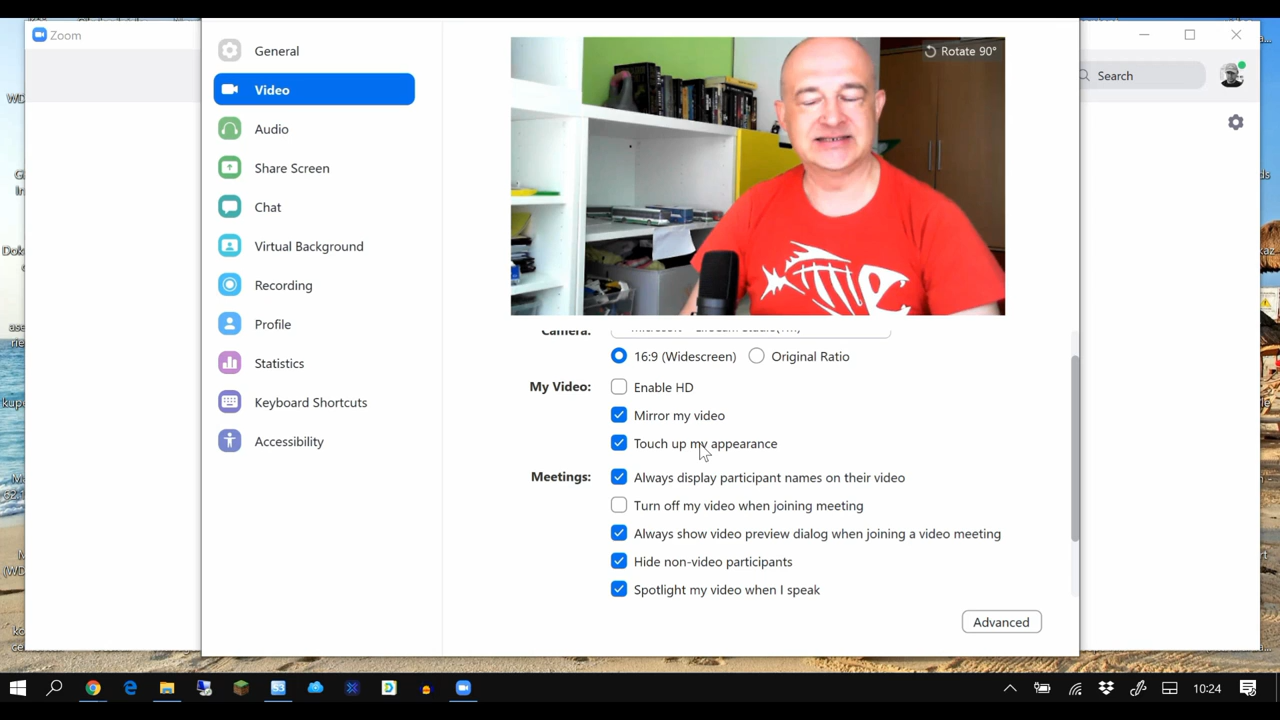 Zoom
General
Video
Audio
Share Screen
Chat
Virtual Background
Recording
Profile
Statistics
Keyboard Shortcuts
Accessibility
Rotate 90°
Search
Camera:
16:9 (Widescreen) Original Ratio
My Video: Enable HD
Mirror my video
Touch up my appearance
Meetings: Always display participant names on their video
Turn off my video when joining meeting
Always show video preview dialog when joining a video meeting
Hide non-video participants
Spotlight my video when I speak
Advanced
10:24